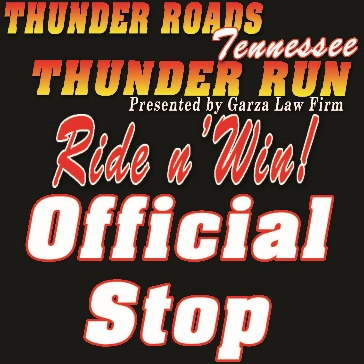 THUNDER ROADS
Tennessee
THUNDER RUN
Presented by Garza Law Firm
Ride n' Win!
Official
Stop